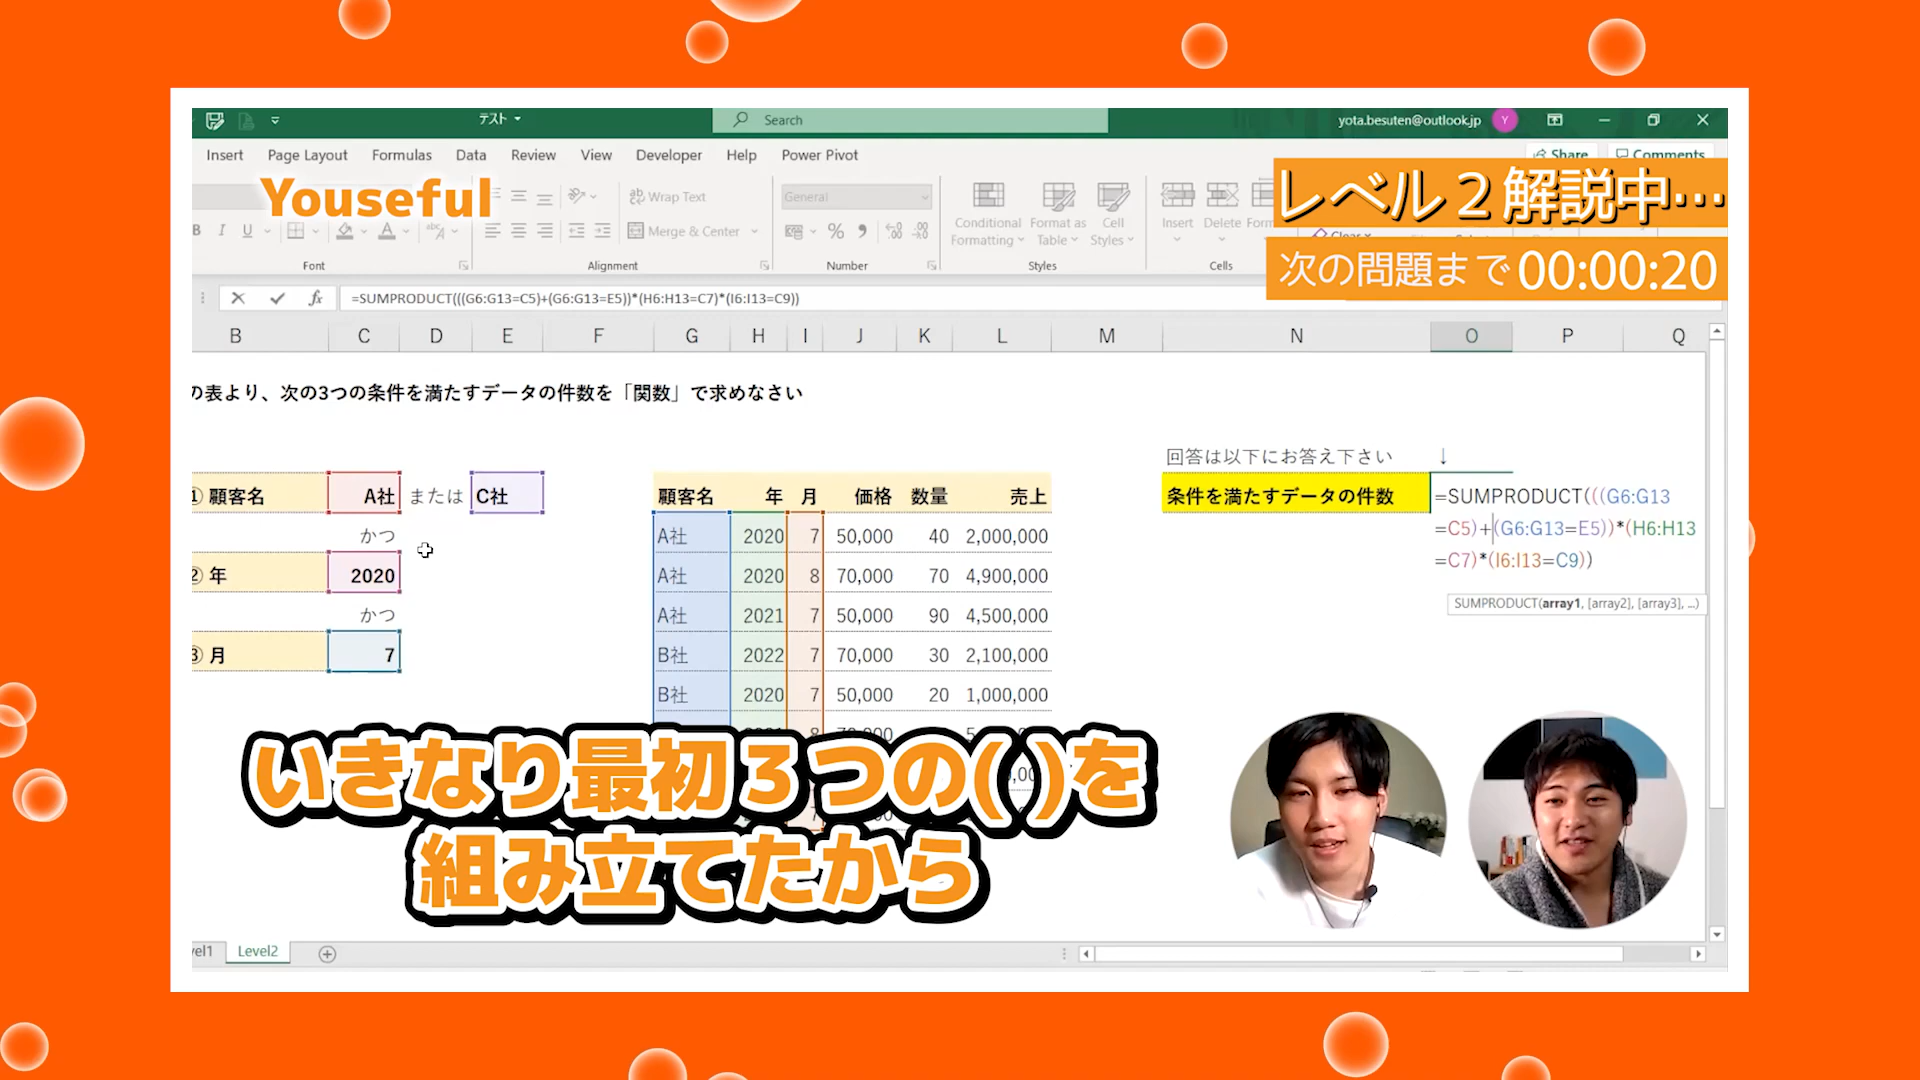 テスト
Search
yota.besuten@outlook.jp
Y
Insert
Page Layout
Formulas
Data
Review
View
Developer
Help
Power Pivot
Share
Comments
Youseful
Wrap Text
General
Merge & Center
Conditional Formatting
Format as Table
Cell Styles
Insert
Delete
Font
Alignment
Number
Styles
Cells
レベル2解説中…
次の問題まで 00:00:20
=SUMPRODUCT(((G6:G13=C5)+(G6:G13=E5))*(H6:H13=C7)*(I6:I13=C9))
B C D E F G H I J K L M N O P Q
の表より、次の3つの条件を満たすデータの件数を「関数」で求めなさい
回答は以下にお答え下さい ↓
① 顧客名 A社 または C社
かつ
② 年 2020
かつ
③ 月 7
顧客名 年 月 価格 数量 売上
A社 2020 7 50,000 40 2,000,000
A社 2020 8 70,000 70 4,900,000
A社 2021 7 50,000 90 4,500,000
B社 2022 7 70,000 30 2,100,000
B社 2020 7 50,000 20 1,000,000
条件を満たすデータの件数
=SUMPRODUCT(((G6:G13
=C5)+(G6:G13=E5))*(H6:H13
=C7)*(I6:I13=C9))
SUMPRODUCT(array1, [array2], [array3], ...)
いきなり最初3つの( )を
組み立てたから
Level2